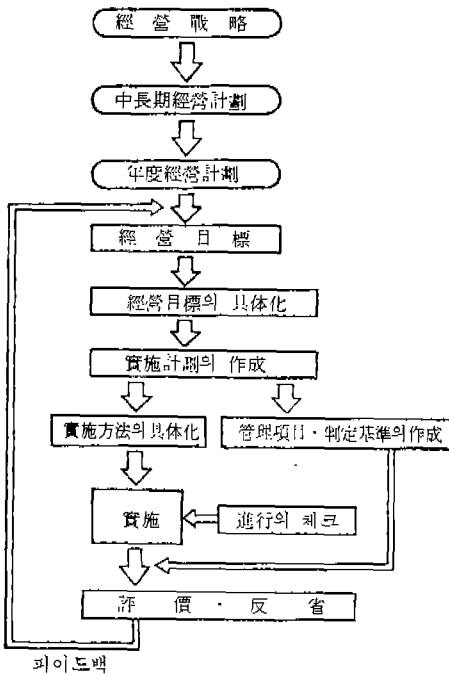 經營戰略
中長期經營計劃
年度經營計劃
經營目標
經營目標의 具体化
實施計劃의 作成
實施方法의 具体化
管理項目·判定基準의 作成
實施
進行의 체크
評價·反省
피이드백